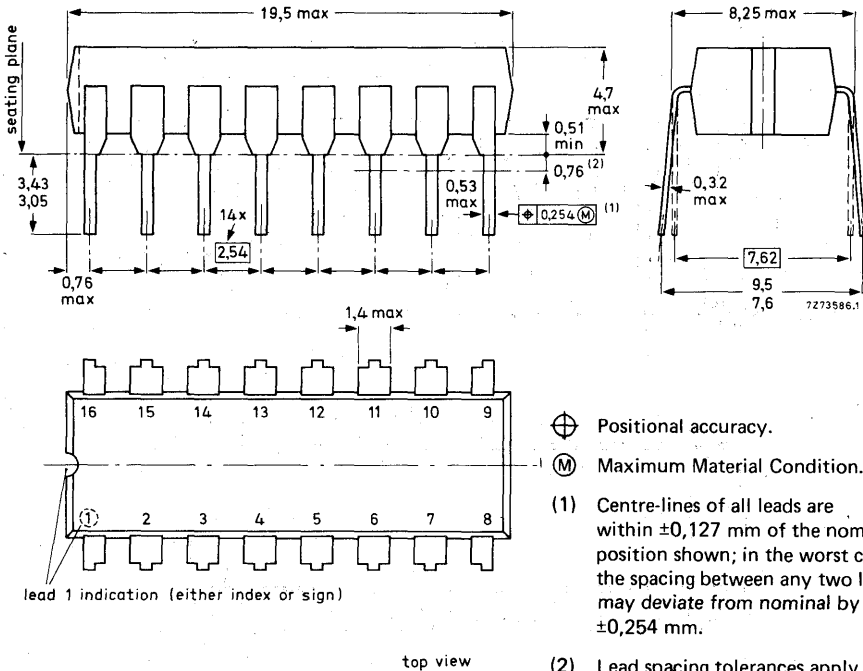 19,5 max
8,25 max
seating plane
4,7
max
0,51
min
0,76 (2)
3,43
3,05
0,53
max
0,254 M (1)
0,32
max
14x
2,54
7,62
0,76
max
9,5
7,6
7Z73586.1
1,4 max
16 15 14 13 12 11 10 9
1 2 3 4 5 6 7 8
lead 1 indication (either index or sign)
top view
Positional accuracy.
M Maximum Material Condition.
(1) Centre-lines of all leads are
within ±0,127 mm of the
position shown; in the worst
the spacing between any two
may deviate from nominal by
±0,254 mm.
(2) Lead spacing tolerances apply